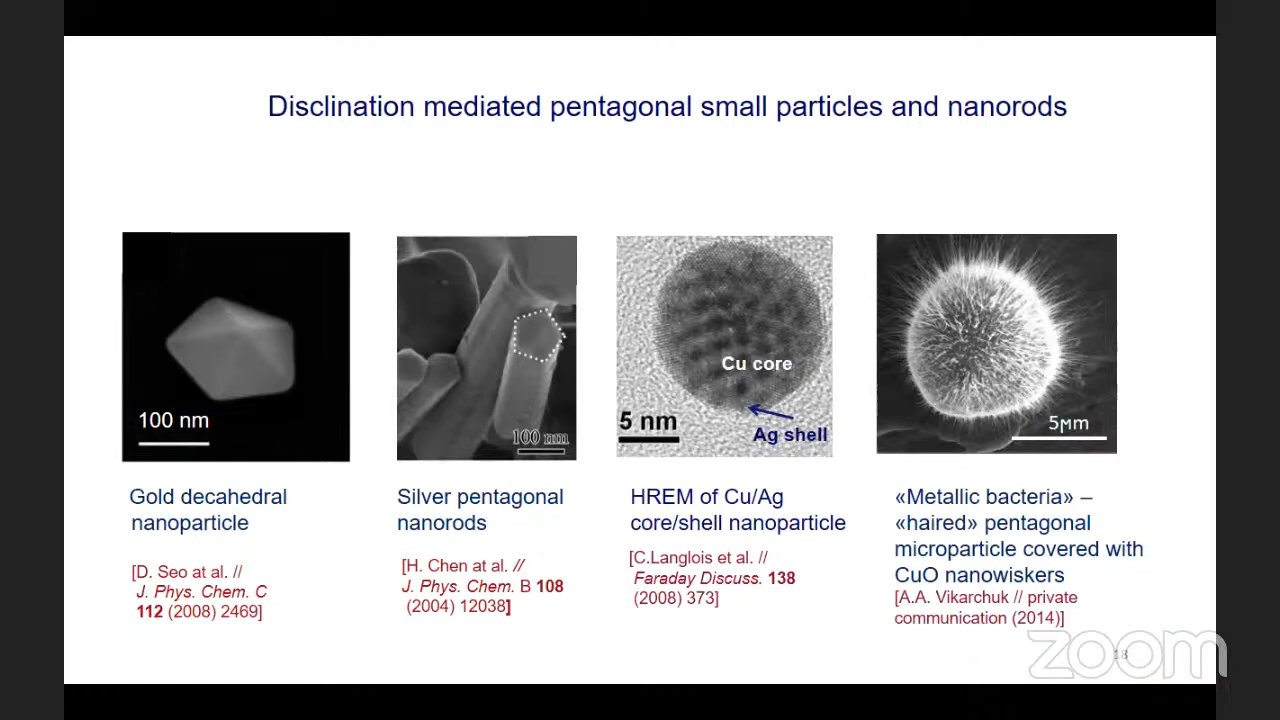 Disclination mediated pentagonal small particles and nanorods
100 nm
100 nm
Cu core
5 nm
Ag shell
5μm
Gold decahedral
nanoparticle
[D. Seo at al. //
J. Phys. Chem. C
112 (2008) 2469]
Silver pentagonal
nanorods
[H. Chen at al. //
J. Phys. Chem. B 108
(2004) 12038]
HREM of Cu/Ag
core/shell nanoparticle
[C.Langlois et al. //
Faraday Discuss. 138
(2008) 373]
«Metallic bacteria» –
«haired» pentagonal
microparticle covered with
CuO nanowiskers
[A.A. Vikarchuk // private
communication (2014)]
18
zoom